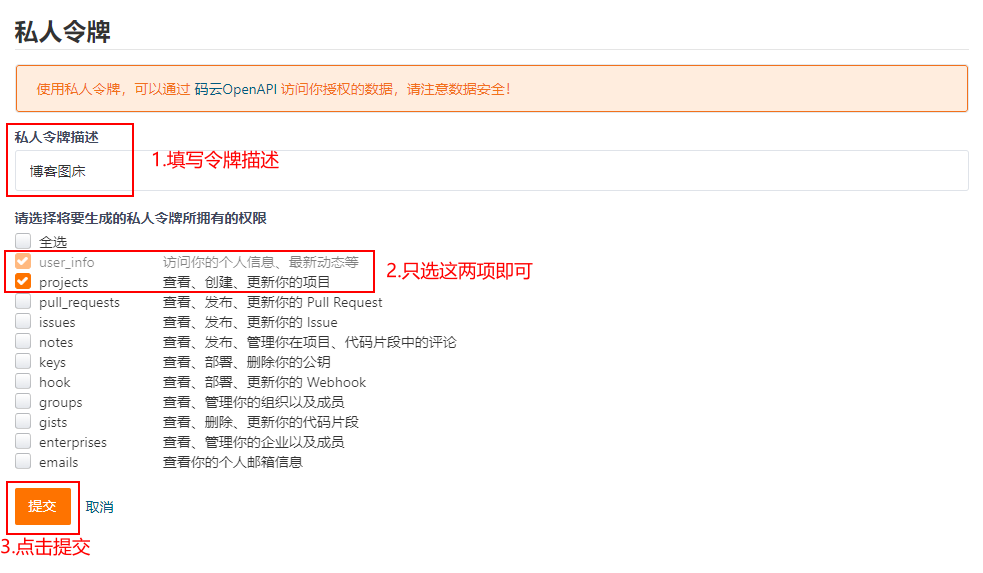 私人令牌
使用私人令牌，可以通过 码云OpenAPI 访问你授权的数据，请注意数据安全！
私人令牌描述
1.填写令牌描述
博客图床
请选择将要生成的私人令牌所拥有的权限
全选
user_info 访问你的个人信息、最新动态等
2.只选这两项即可
projects 查看、创建、更新你的项目
pull_requests 查看、发布、更新你的 Pull Request
issues 查看、发布、更新你的 Issue
notes 查看、发布、管理你在项目、代码片段中的评论
keys 查看、部署、删除你的公钥
hook 查看、部署、更新你的 Webhook
groups 查看、管理你的组织以及成员
gists 查看、删除、更新你的代码片段
enterprises 查看、管理你的企业以及成员
emails 查看你的个人邮箱信息
提交 取消
3.点击提交